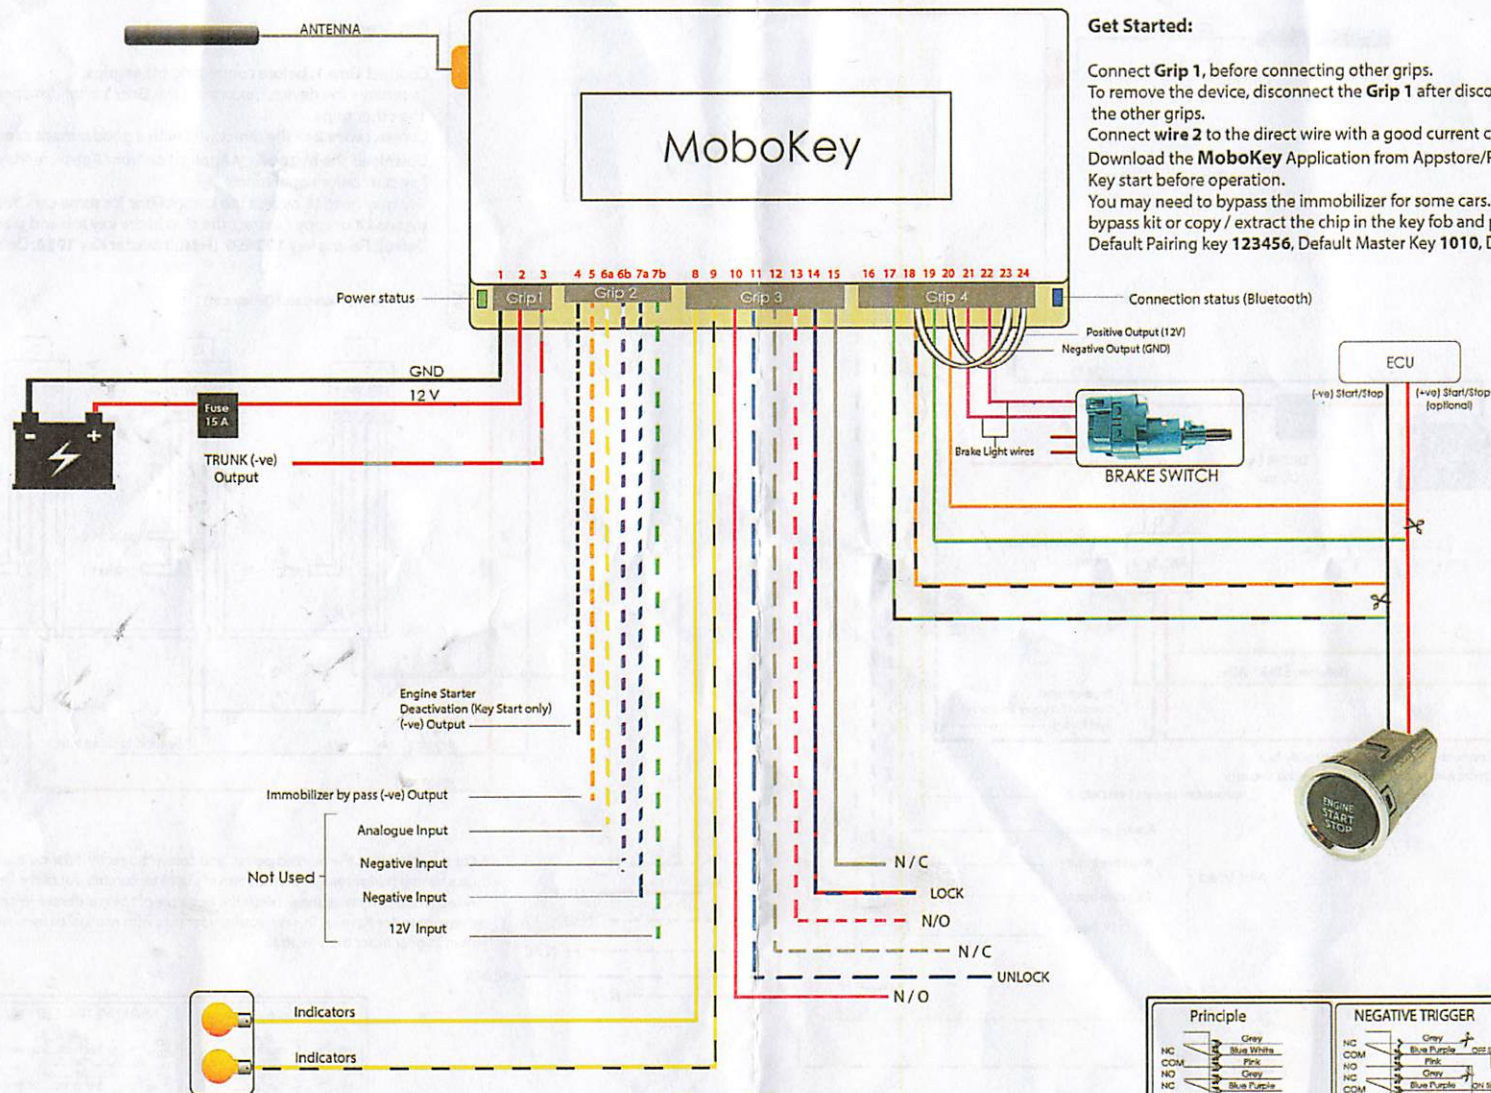 ANTENNA
MoboKey
Get Started:
Connect Grip 1, before connecting other grips.
To remove the device, disconnect the Grip 1 after disco
the other grips.
Connect wire 2 to the direct wire with a good current c
Download the MoboKey Application from Appstore/P
Key start before operation.
You may need to bypass the immobilizer for some cars.
bypass kit or copy / extract the chip in the key fob and p
Default Pairing key 123456, Default Master Key 1010, D
1 2 3 4 5 6a 6b 7a 7b 8 9 10 11 12 13 14 15 16 17 18 19 20 21 22 23 24
Power status
Grip1
Grip 2
Grip 3
Grip 4
Connection status (Bluetooth)
Positive Output (12V)
Negative Output (GND)
GND
12 V
Fuse
15 A
- +
TRUNK (-ve)
Output
Brake Light wires
BRAKE SWITCH
ECU
(-ve) Start/Stop
(+ve) Start/Stop
(optional)
Engine Starter
Deactivation (Key Start only)
(-ve) Output
Immobilizer by pass (-ve) Output
Analogue Input
Negative Input
Not Used
Negative Input
12V Input
ENGINE
START
STOP
N / C
LOCK
N/O
N / C
UNLOCK
N / O
Indicators
Indicators
Principle
NC
COM
NO
NC
COM
Grey
Blue White
Pink
Grey
Blue Purple
NEGATIVE TRIGGER
NC
COM
NO
NC
COM
Grey
Blue Purple
Pink
Grey
Blue Purple